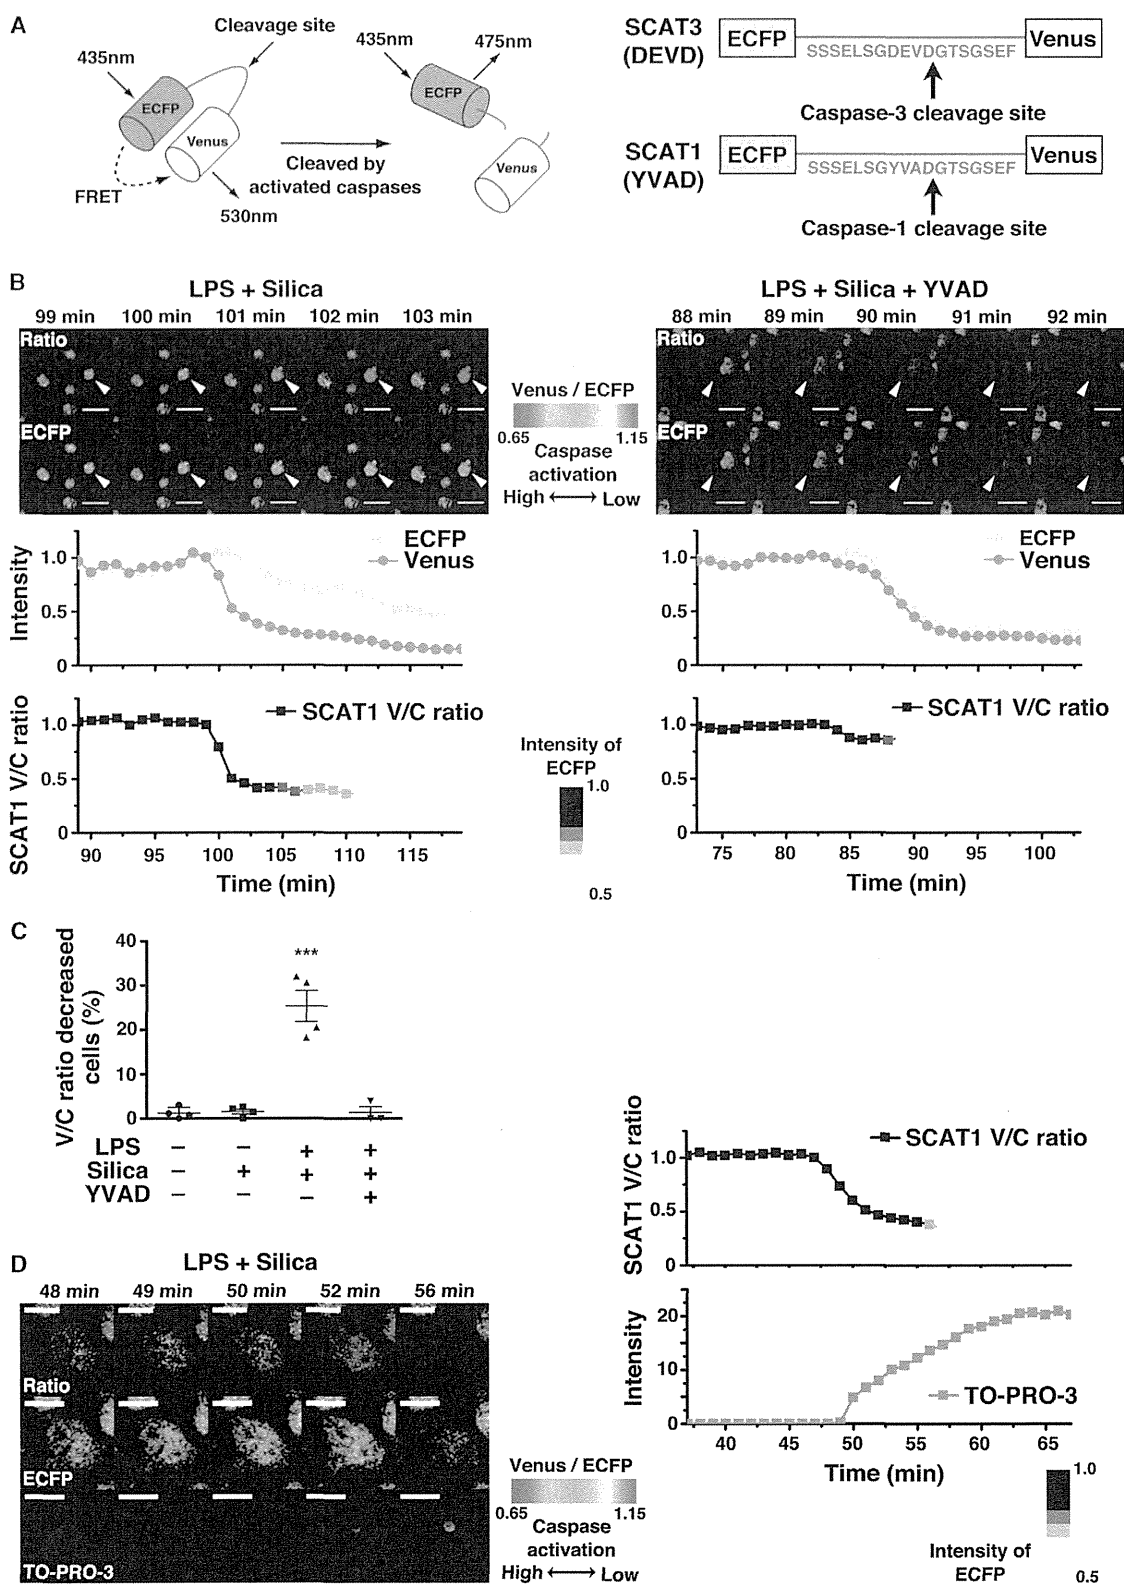 A
Cleavage site
435nm
ECFP
Venus
FRET
530nm
Cleaved by
activated caspases
435nm
475nm
ECFP
Venus
SCAT3
(DEVD)
ECFP
SSSELSGDEVDGTSGSEF
Venus
Caspase-3 cleavage site
SCAT1
(YVAD)
ECFP
SSSELSGYVADGTSGSEF
Venus
Caspase-1 cleavage site
B
LPS + Silica
99 min 100 min 101 min 102 min 103 min
Ratio
ECFP
Venus / ECFP
0.65 1.15
Caspase
activation
High Low
LPS + Silica + YVAD
88 min 89 min 90 min 91 min 92 min
Ratio
ECFP
Intensity
1.0
0.5
0
ECFP
Venus
1.0
0.5
0
ECFP
Venus
SCAT1 V/C ratio
1.0
0.5
0
SCAT1 V/C ratio
90 95 100 105 110 115
Time (min)
Intensity of
ECFP
1.0
0.5
1.0
0.5
0
SCAT1 V/C ratio
75 80 85 90 95 100
Time (min)
C
V/C ratio decreased
cells (%)
40
30
20
10
0
***
LPS − − + +
Silica − + + +
YVAD − − − +
D
LPS + Silica
48 min 49 min 50 min 52 min 56 min
Ratio
ECFP
TO-PRO-3
Venus / ECFP
0.65 1.15
Caspase
activation
High Low
SCAT1 V/C ratio
1.0
0.5
0
SCAT1 V/C ratio
Intensity
20
10
0
TO-PRO-3
40 45 50 55 60 65
Time (min)
Intensity of
ECFP
1.0
0.5